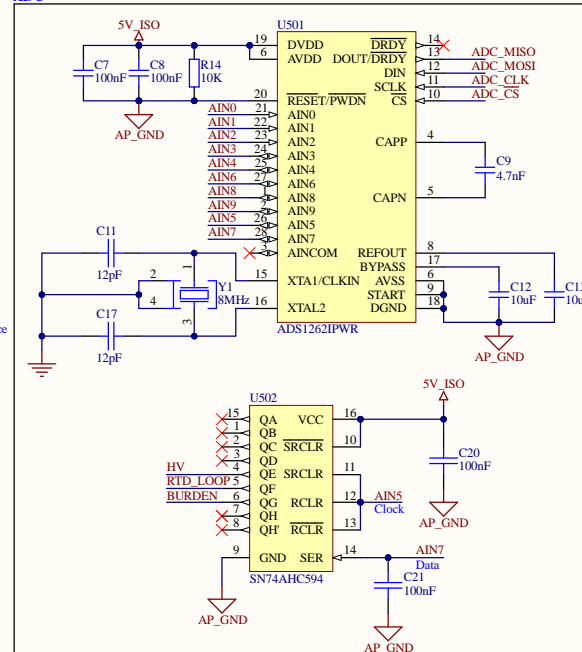 U501
5V_ISO
19 DVDD DRDY 14
6 AVDD DOUT/DRDY 13 ADC_MISO
DIN 12 ADC_MOSI
SCLK 11 ADC_CLK
20 RESET/PWDN CS 10 ADC_CS
C7
100nF
C8
100nF
R14
10K
AP_GND
AIN0 21 AIN0
AIN1 22 AIN1
AIN2 23 AIN2 CAPP 4
AIN3 24 AIN3
AIN4 25 AIN4
AIN6 27 AIN6
AIN8 1 AIN8 CAPN 5
AIN9 2 AIN9
AIN5 26 AIN5
AIN7 28 AIN7
3 AINCOM
C9
4.7nF
REFOUT 8
BYPASS 17
AVSS 6
START 9
DGND 18
15 XTA1/CLKIN
16 XTAL2
ADS1262IPWR
C11
12pF
1
2
4
3
Y1
8MHz
C17
12pF
C12
10uF
AP_GND
U502
5V_ISO
15 QA VCC 16
1 QB
2 QC SRCLR 10
3 QD
HV 4 QE SRCLR 11
RTD_LOOP 5 QF
BURDEN 6 QG RCLR 12 AIN5
Clock
7 QH
8 QH' RCLR 13
9 GND SER 14 AIN7
Data
SN74AHC594
C20
100nF
AP_GND
C21
100nF
AP_GND
AP_GND